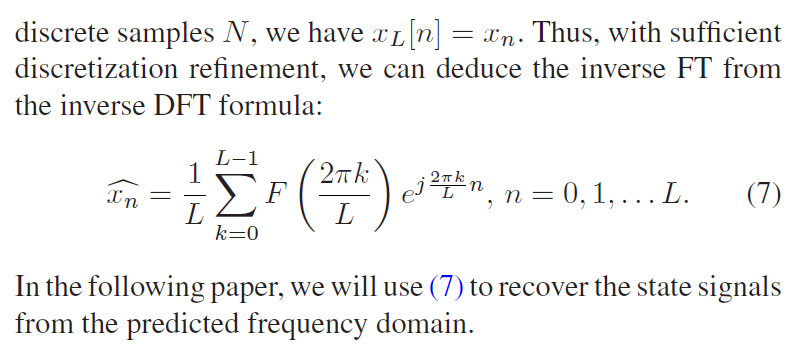 discrete samples N, we have x_L[n] = x_n. Thus, with sufficient
discretization refinement, we can deduce the inverse FT from
the inverse DFT formula:
\widehat{x_n} = \frac{1}{L} \sum_{k=0}^{L-1} F\left(\frac{2\pi k}{L}\right) e^{j\frac{2\pi k}{L}n}, n = 0, 1, \ldots L. (7)
In the following paper, we will use (7) to recover the state signals
from the predicted frequency domain.